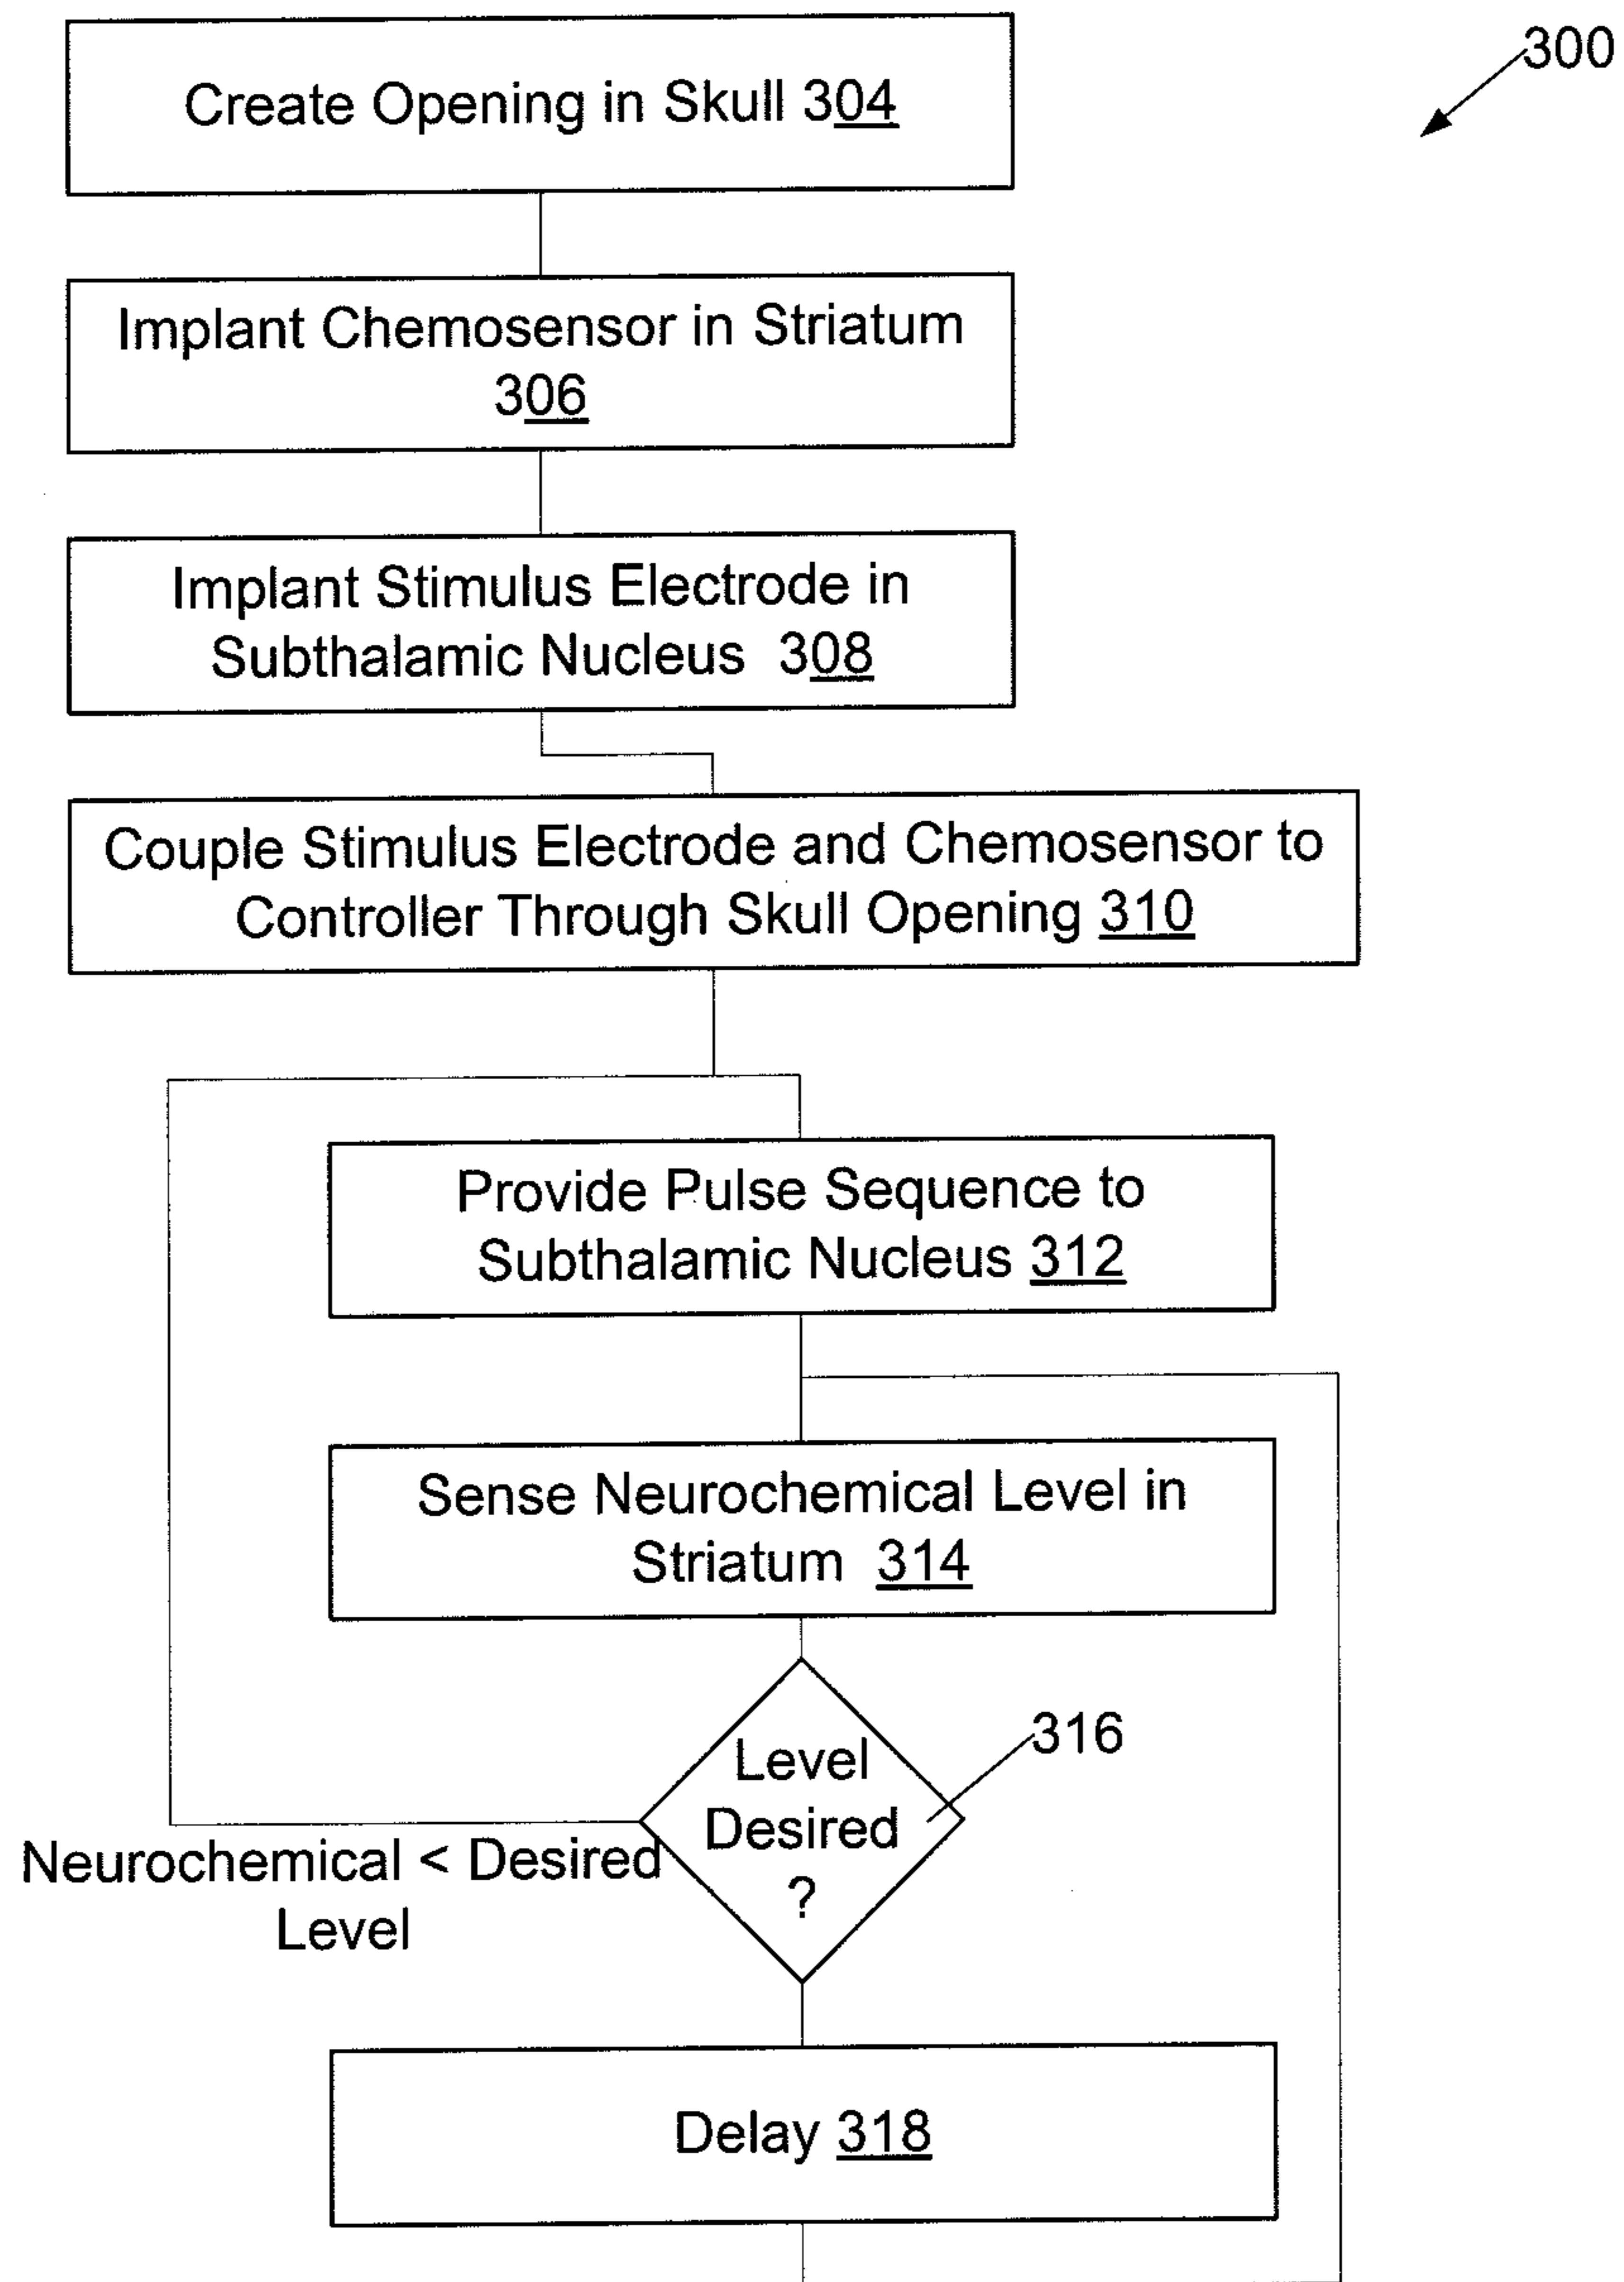 300
Create Opening in Skull 304
Implant Chemosensor in Striatum
306
Implant Stimulus Electrode in
Subthalamic Nucleus 308
Couple Stimulus Electrode and Chemosensor to
Controller Through Skull Opening 310
Provide Pulse Sequence to
Subthalamic Nucleus 312
Sense Neurochemical Level in
Striatum 314
316
Level
Desired
?
Neurochemical < Desired
Level
Delay 318